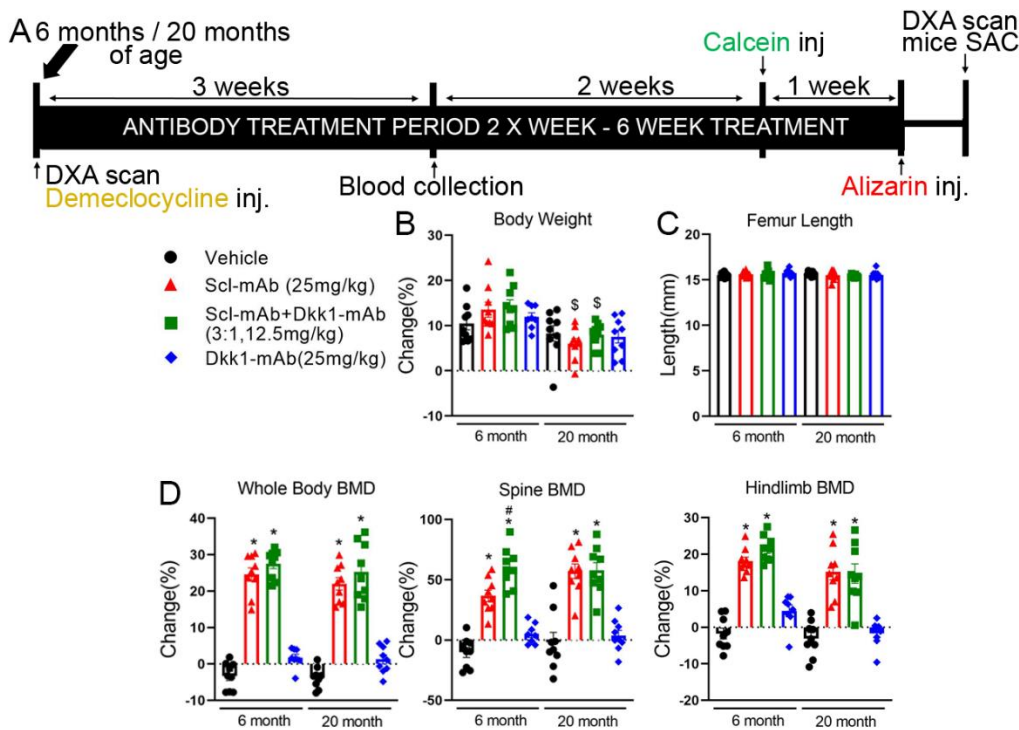 A
6 months / 20 months
of age
Calcein inj
DXA scan
mice SAC
3 weeks
2 weeks
1 week
ANTIBODY TREATMENT PERIOD 2 X WEEK - 6 WEEK TREATMENT
DXA scan
Demeclocycline inj.
Blood collection
Alizarin inj.
Vehicle
Scl-mAb (25mg/kg)
Scl-mAb+Dkk1-mAb
(3:1,12.5mg/kg)
Dkk1-mAb(25mg/kg)
B
Body Weight
Change(%)
30
20
10
0
-10
$ $
6 month
20 month
C
Femur Length
Length(mm)
20
15
10
5
0
6 month
20 month
D
Whole Body BMD
Change(%)
40
30
20
10
0
-10
* * * *
6 month
20 month
Spine BMD
Change(%)
100
50
0
-50
#
* * * *
6 month
20 month
Hindlimb BMD
Change(%)
30
20
10
0
-10
-20
* * * *
6 month
20 month